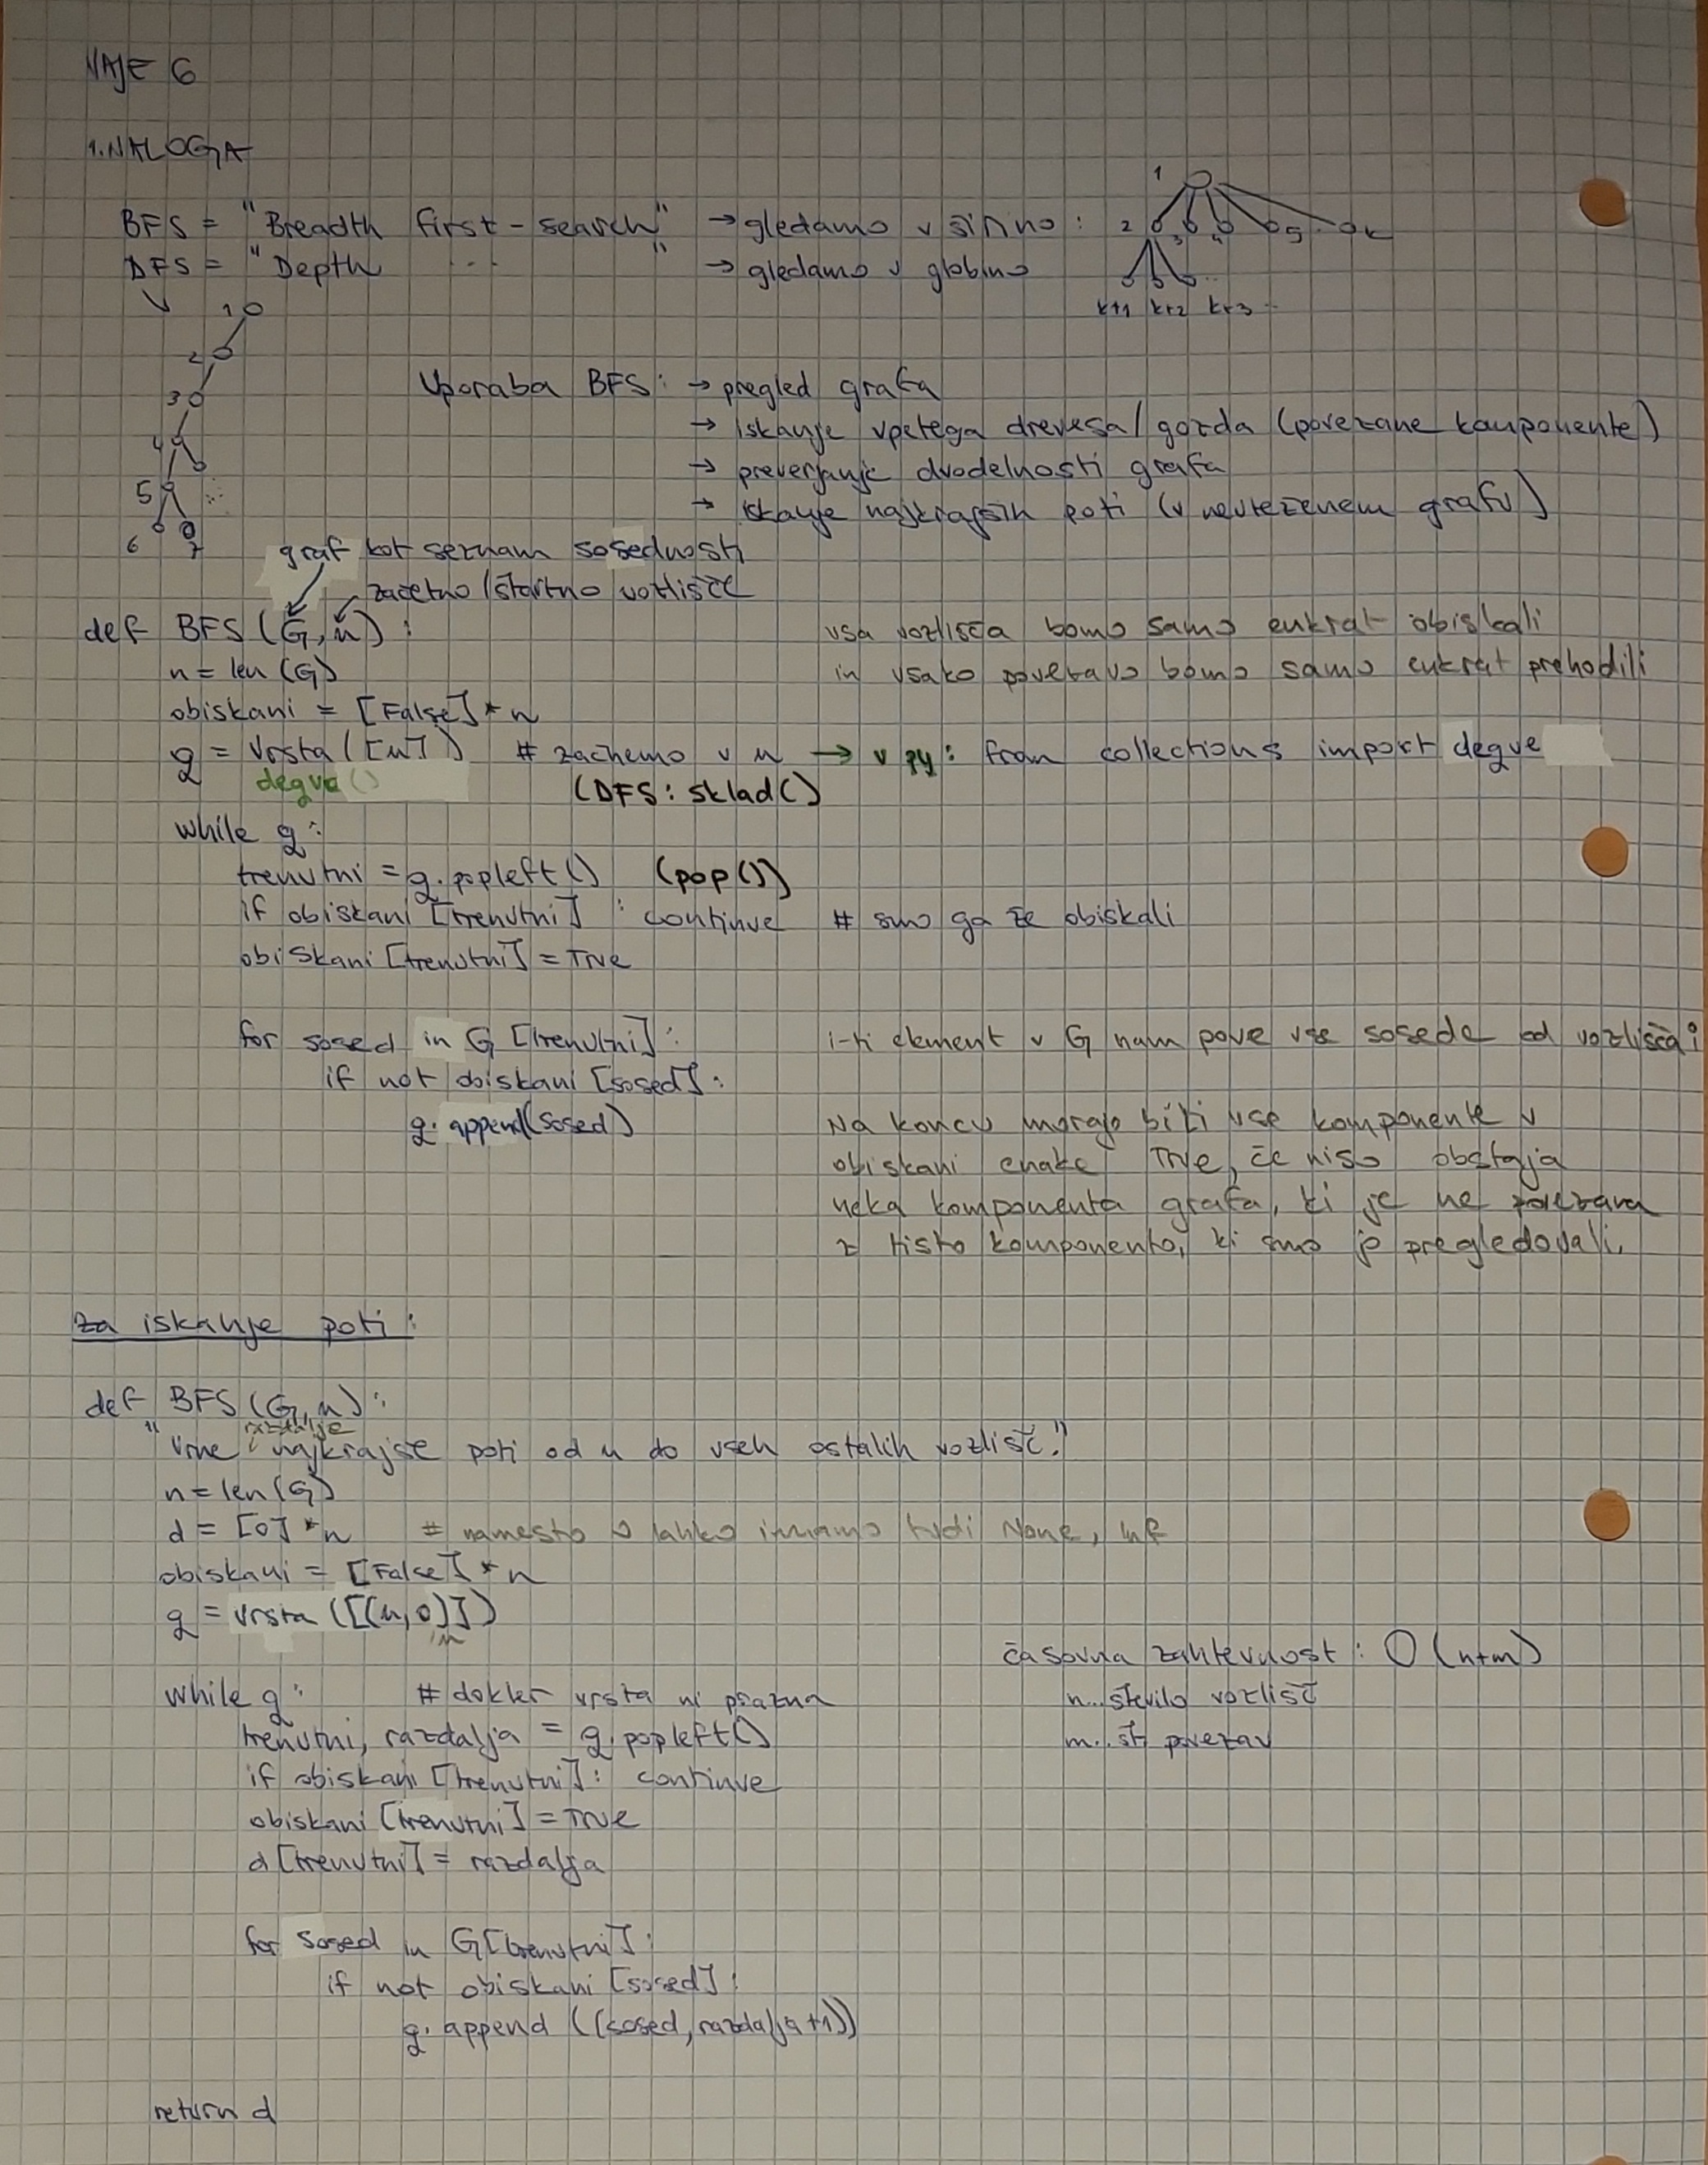 VAJE 6
1. NALOGA
BFS = "Breadth first-search" → gledamo v širino:
DFS = "Depth ... " → gledamo v globino
1
2 3 4 5 ... k
k+1 k+2 k+3 ...
1
2
3
4
5
6 7
Uporaba BFS: → pregled grafa
→ iskanje vpetega drevesa/gozda (povezane komponente)
→ preverjanje dvodelnosti grafa
→ iskanje najkrajših poti (v neuteženem grafu)
graf kot seznam sosednosti
začetno/štartno vozlišče
def BFS(G,u):
vsa vozlišča bomo samo enkrat obiskali
n = len(G)
in vsako povezavo bomo samo enkrat prehodili
obiskani = [False]*n
q = Vrsta([u]) # začnemo v u → v py: from collections import deque
deque() (DFS: sklad())
while q:
trenutni = q.popleft() (pop())
if obiskani[trenutni]: continue # smo ga že obiskali
obiskani[trenutni] = True
for sosed in G[trenutni]: i-ti element v G nam pove vse sosede od vozlišča i
if not obiskani[sosed]:
q.append(sosed) Na koncu morajo biti vse komponente v
obiskani enake True, če niso obstaja
neka komponenta grafa, ki je ne povezava
z tisto komponento, ki smo jo pregledovali.
Za iskanje poti:
def BFS(G,u):
razdalje
"Vrne najkrajše poti od u do vseh ostalih vozlišč."
n = len(G)
d = [0]*n # namesto 0 lahko imamo tudi None, inf
obiskani = [False]*n
q = vrsta([(u,0)])
u
časovna zahtevnost: O(n+m)
n...število vozlišč
m...št povezav
while q: # dokler vrsta ni prazna
trenutni, razdalja = q.popleft()
if obiskani[trenutni]: continue
obiskani[trenutni] = True
d[trenutni] = razdalja
for sosed in G[trenutni]:
if not obiskani[sosed]:
q.append((sosed, razdalja+1))
return d